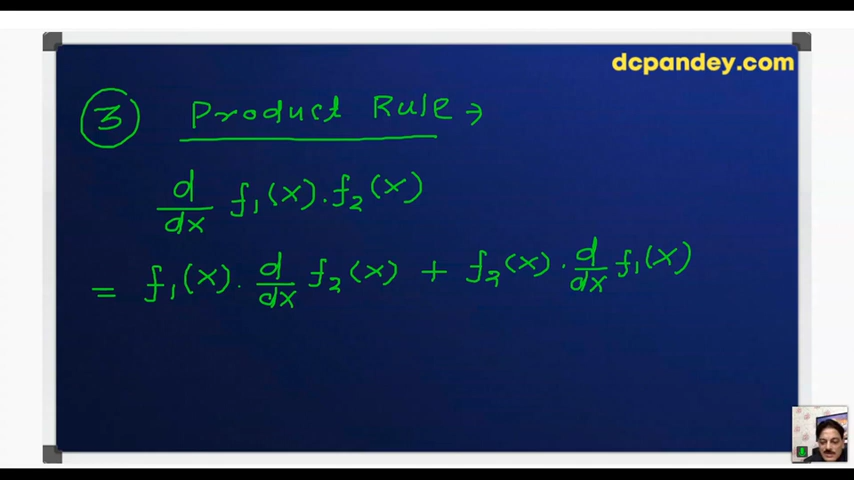 dcpandey.com
③ Product Rule →
d/dx f₁(x).f₂(x)
= f₁(x). d/dx f₂(x) + f₂(x). d/dx f₁(x)